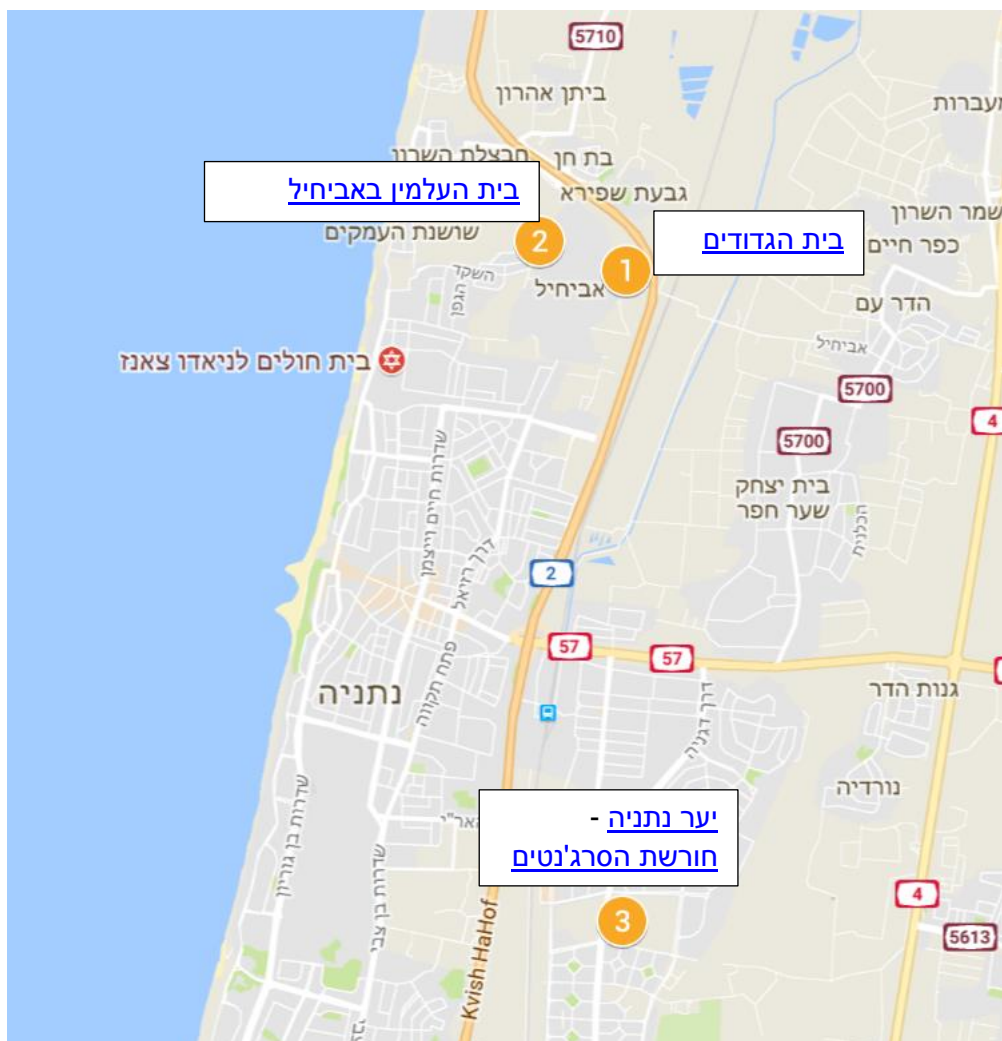 5710
ביתן אהרון
מעברות
חבצלת השרון
בת חן
בית העלמין באביחיל
גבעת שפירא
שמר השרון
בית הגדודים
כפר חיים
שושנת העמקים
2
1
השקד
הגפן
אביחיל
הדר עם
אביחיל
בית חולים לניאדו צאנז
5700
4
5700
שדרות חיים וייצמן
בית יצחק
שער חפר
הכלנית
דרך רזיאל
2
57
57
פתח תקווה
דרך דגניה
גנות הדר
נתניה
נורדיה
שדרות בן גוריון
יער נתניה -
חורשת הסרג'נטים
האר"י
שדרות בן צבי
4
3
5613
Kvish HaHof